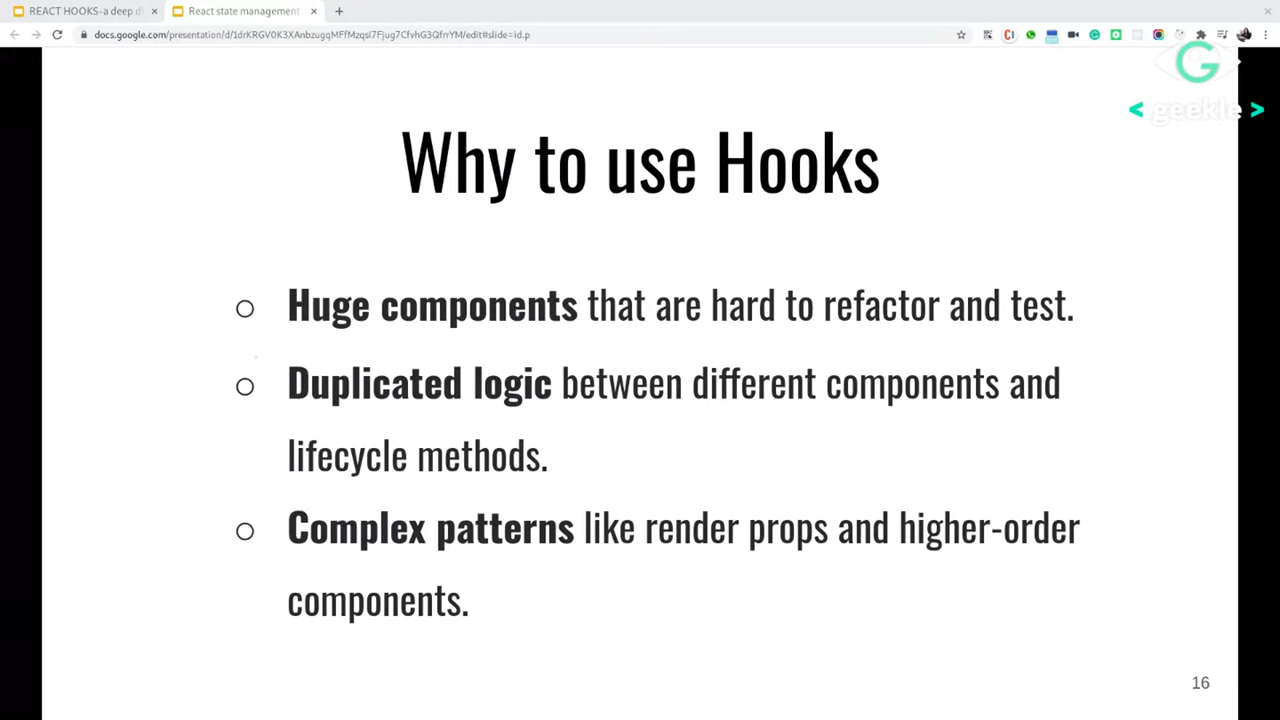 REACT HOOKS-a deep d
React state management
docs.google.com/presentation/d/1drKRGV0K3XAnbzugqMFfMzqsI7Fjug7CfvhG3QfrrYM/edit#slide=id.p
G
< geekle >
Why to use Hooks
Huge components that are hard to refactor and test.
Duplicated logic between different components and
lifecycle methods.
Complex patterns like render props and higher-order
components.
16